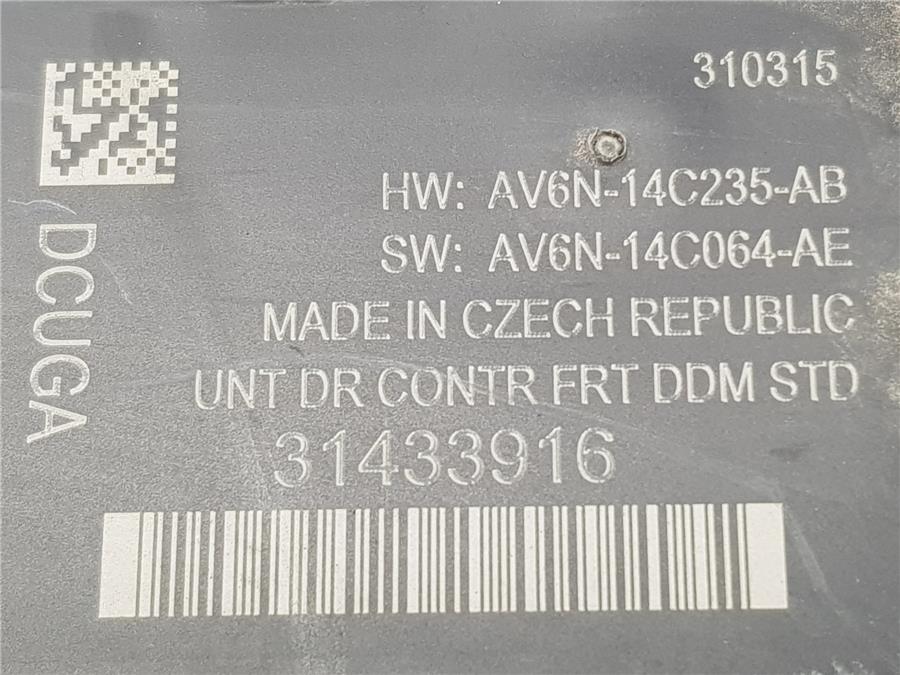 310315
HW: AV6N-14C235-AB
SW: AV6N-14C064-AE
MADE IN CZECH REPUBLIC
UNT DR CONTR FRT DDM STD
31433916
DCUGA